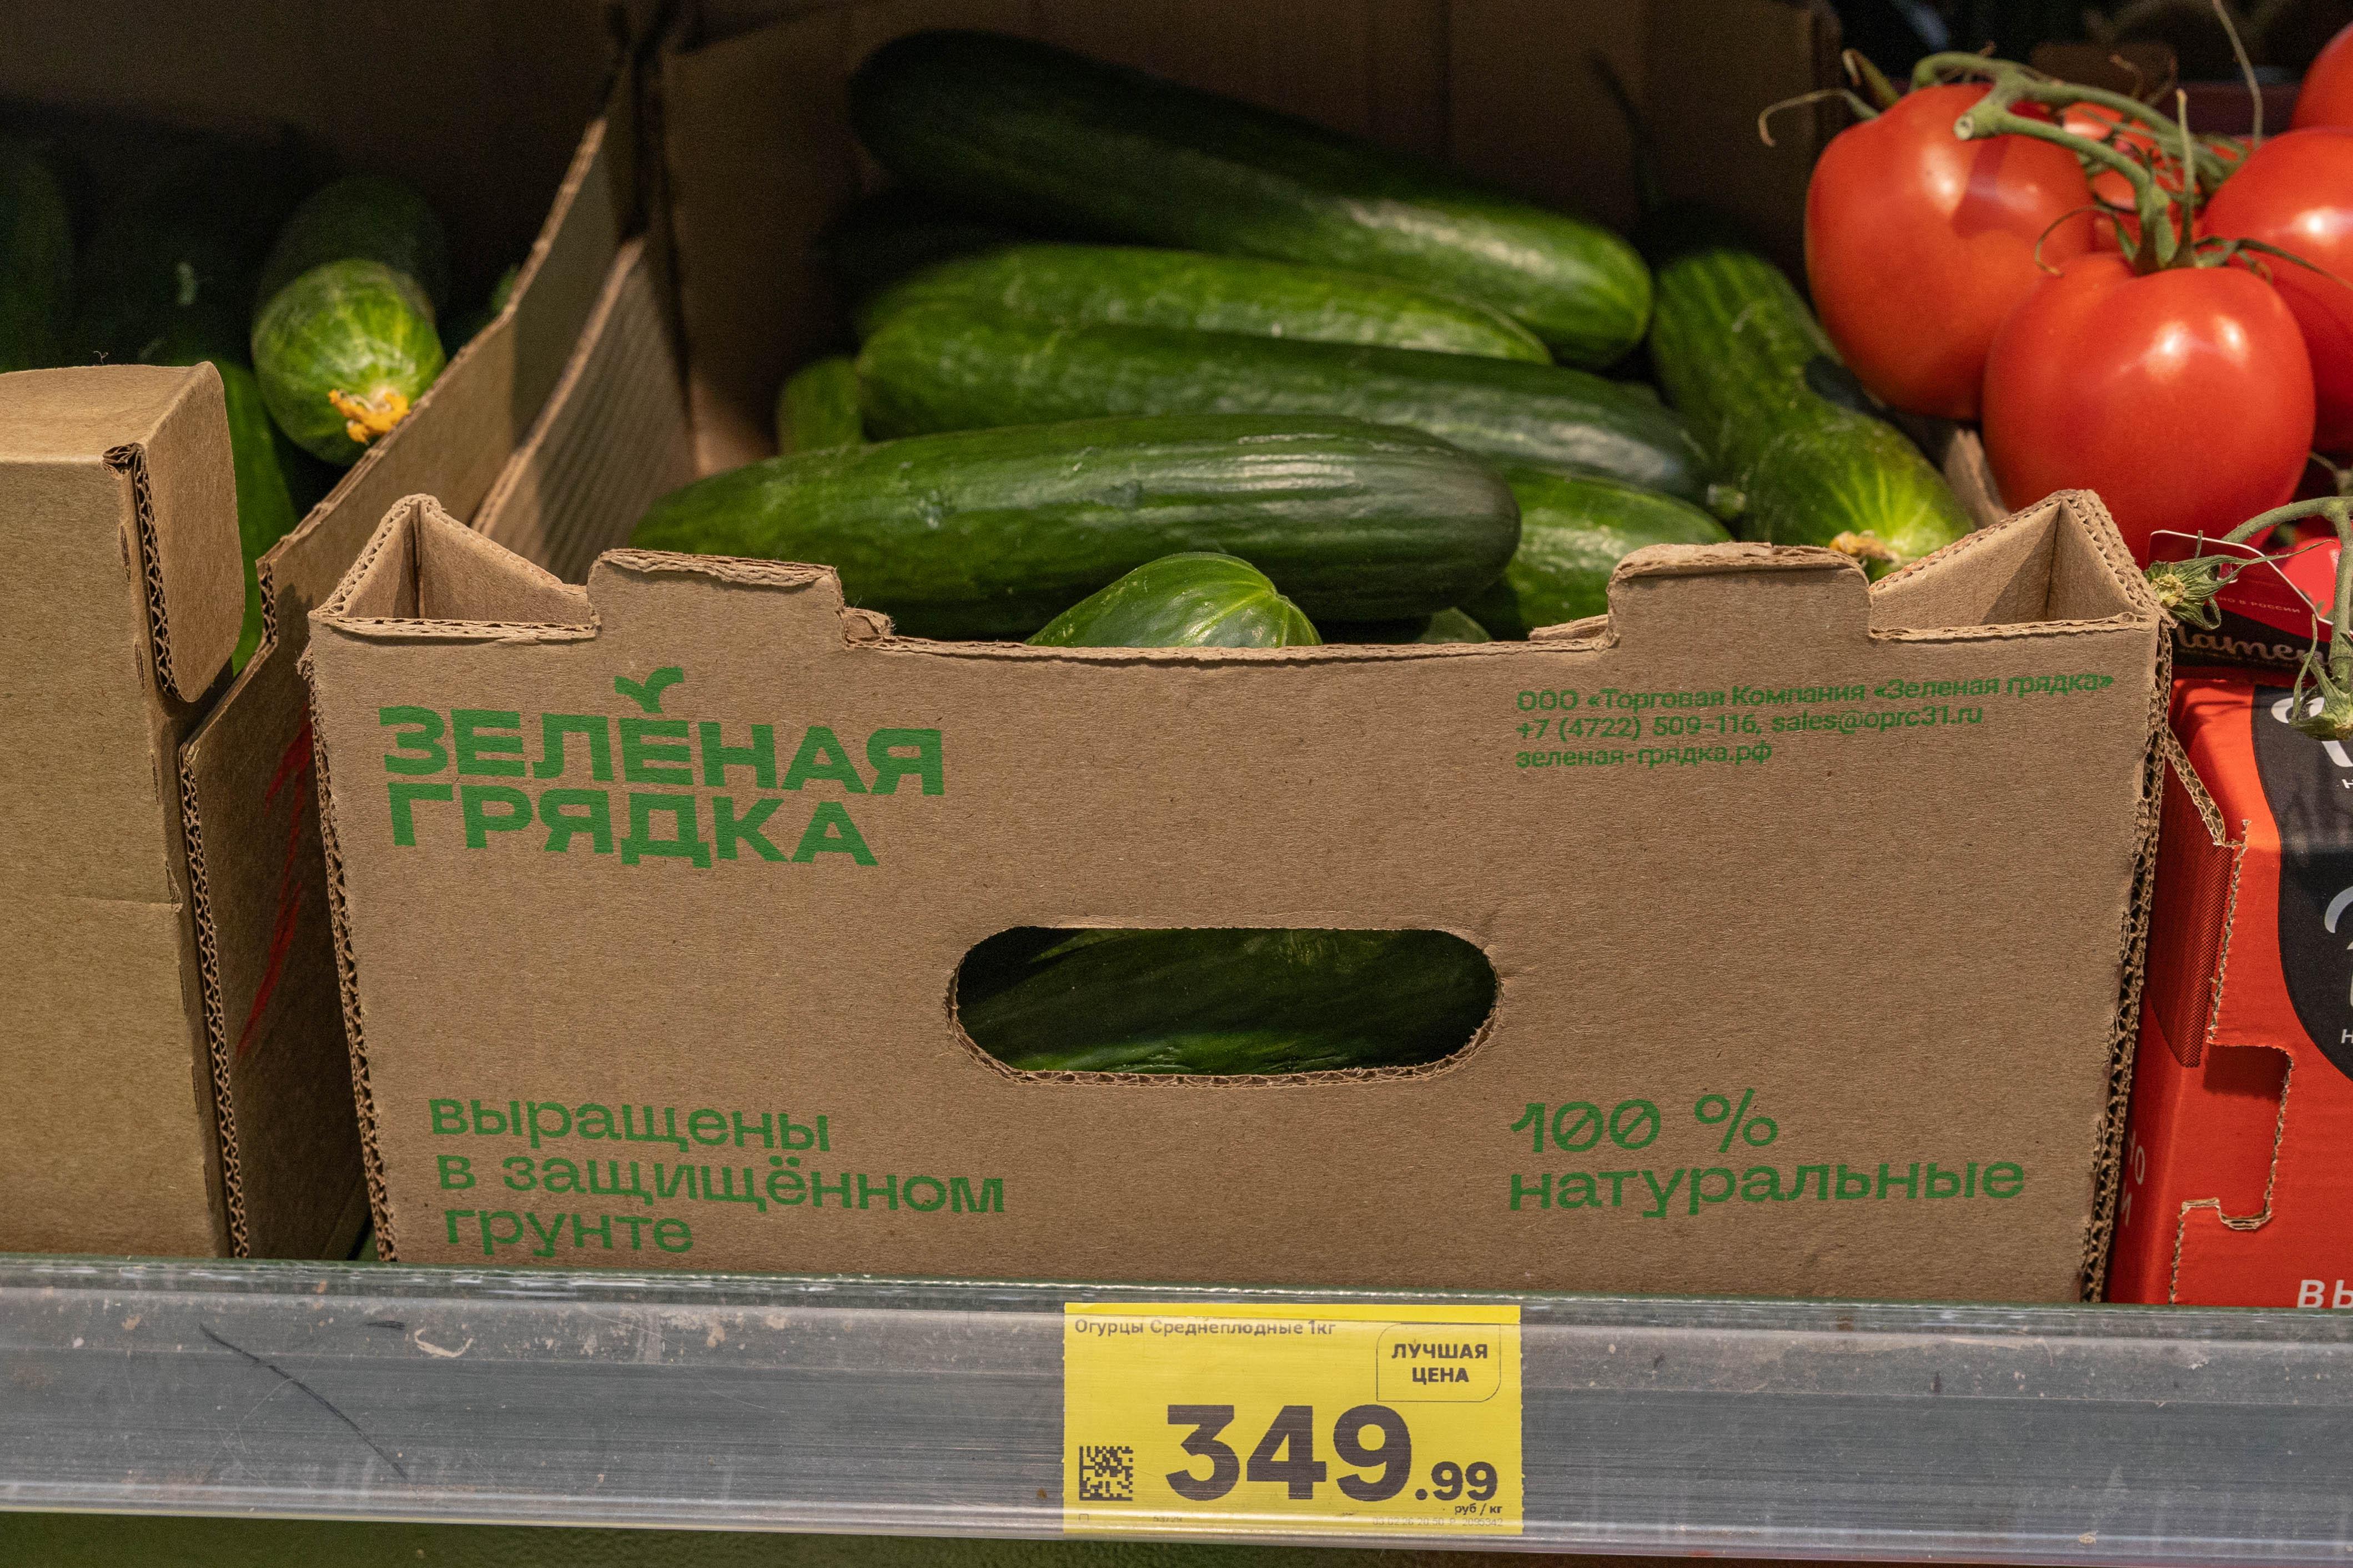 ЗЕЛЁНАЯ
ГРЯДКА
ООО «Торговая Компания «Зеленая грядка»
+7 (4722) 509-116, sales@oprc31.ru
зеленая-грядка.рф
выращены
в защищённом
грунте
100 %
натуральные
Огурцы Среднеплодные 1кг
ЛУЧШАЯ
ЦЕНА
349.99
руб / кг